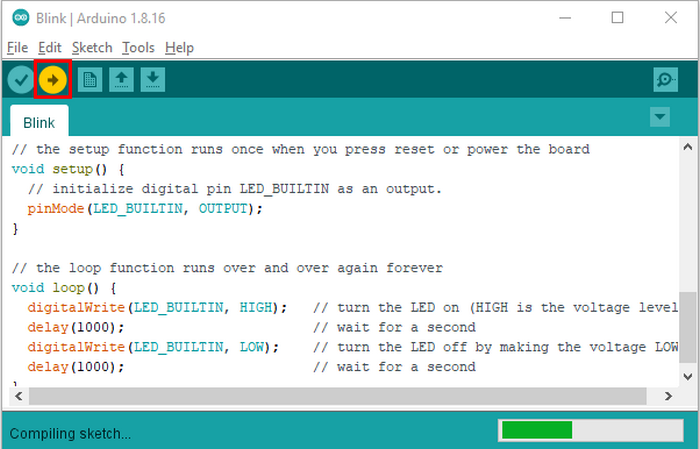 Blink | Arduino 1.8.16
File Edit Sketch Tools Help
Blink
// the setup function runs once when you press reset or power the board
void setup() {
  // initialize digital pin LED_BUILTIN as an output.
  pinMode(LED_BUILTIN, OUTPUT);
}
// the loop function runs over and over again forever
void loop() {
  digitalWrite(LED_BUILTIN, HIGH);   // turn the LED on (HIGH is the voltage level
  delay(1000);                       // wait for a second
  digitalWrite(LED_BUILTIN, LOW);    // turn the LED off by making the voltage LOW
  delay(1000);                       // wait for a second
}
Compiling sketch...